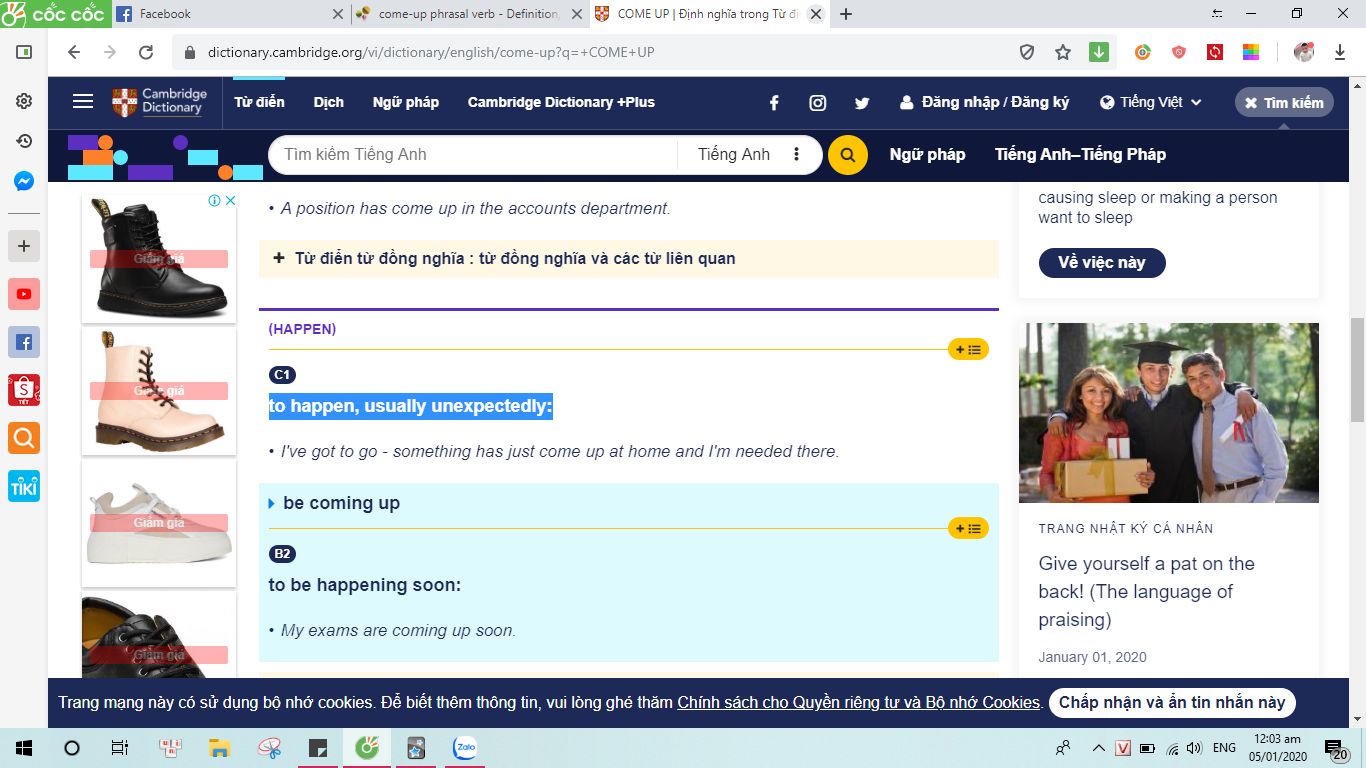 cốc cốc
Facebook
come-up phrasal verb - Definition,
COME UP | Định nghĩa trong Từ đi
dictionary.cambridge.org/vi/dictionary/english/come-up?q=+COME+UP
Cambridge Dictionary
Từ điển
Dịch
Ngữ pháp
Cambridge Dictionary +Plus
Đăng nhập / Đăng ký
Tiếng Việt
Tìm kiếm
Tìm kiếm Tiếng Anh
Tiếng Anh
Ngữ pháp
Tiếng Anh–Tiếng Pháp
• A position has come up in the accounts department.
+ Từ điển từ đồng nghĩa : từ đồng nghĩa và các từ liên quan
(HAPPEN)
C1
to happen, usually unexpectedly:
• I've got to go - something has just come up at home and I'm needed there.
be coming up
B2
to be happening soon:
• My exams are coming up soon.
Giảm giá
Giảm giá
Giảm giá
Giảm giá
causing sleep or making a person
want to sleep
Về việc này
TRANG NHẬT KÝ CÁ NHÂN
Give yourself a pat on the
back! (The language of
praising)
January 01, 2020
TẾT
TIKI
Trang mạng này có sử dụng bộ nhớ cookies. Để biết thêm thông tin, vui lòng ghé thăm Chính sách cho Quyền riêng tư và Bộ nhớ Cookies.
Chấp nhận và ẩn tin nhắn này
Zalo
V
ENG
12:03 am
05/01/2020
20